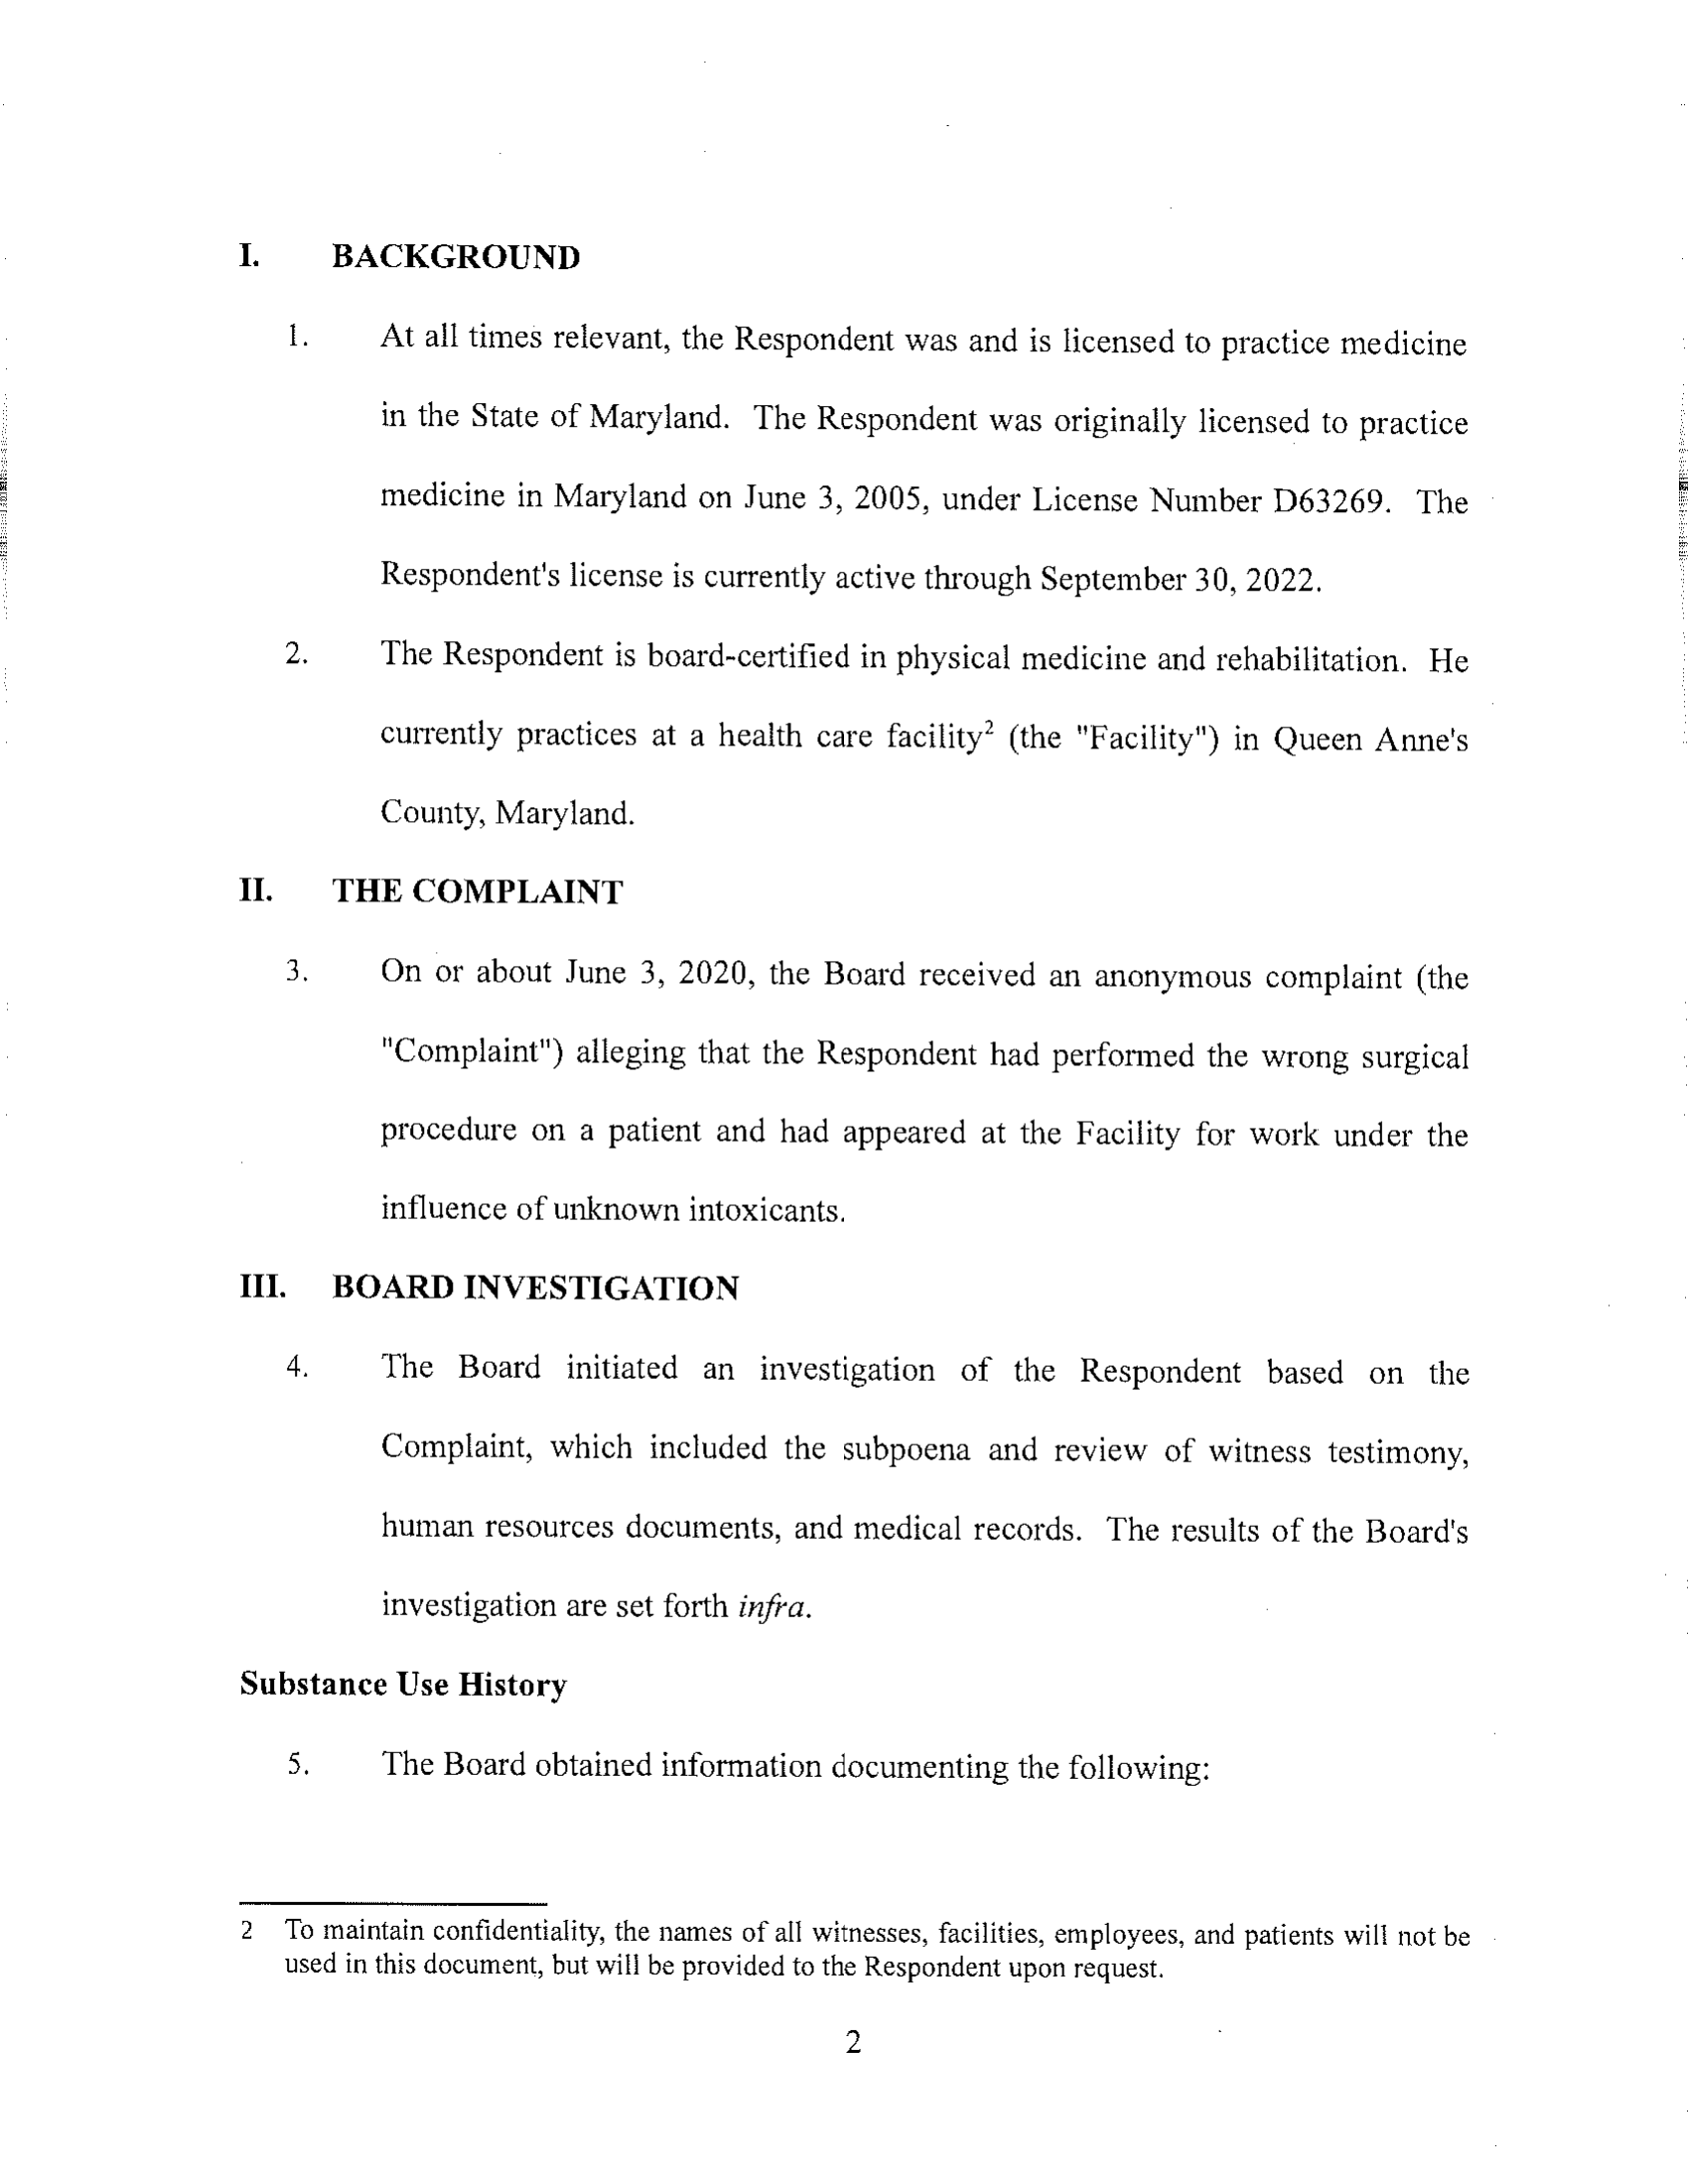 I. BACKGROUND
1. At all times relevant, the Respondent was and is licensed to practice medicine
in the State of Maryland. The Respondent was originally licensed to practice
medicine in Maryland on June 3, 2005, under License Number D63269. The
Respondent's license is currently active through September 30, 2022.
2. The Respondent is board-certified in physical medicine and rehabilitation. He
currently practices at a health care facility² (the "Facility") in Queen Anne's
County, Maryland.
II. THE COMPLAINT
3. On or about June 3, 2020, the Board received an anonymous complaint (the
"Complaint") alleging that the Respondent had performed the wrong surgical
procedure on a patient and had appeared at the Facility for work under the
influence of unknown intoxicants.
III. BOARD INVESTIGATION
4. The Board initiated an investigation of the Respondent based on the
Complaint, which included the subpoena and review of witness testimony,
human resources documents, and medical records. The results of the Board's
investigation are set forth infra.
Substance Use History
5. The Board obtained information documenting the following:
2 To maintain confidentiality, the names of all witnesses, facilities, employees, and patients will not be
used in this document, but will be provided to the Respondent upon request.
2